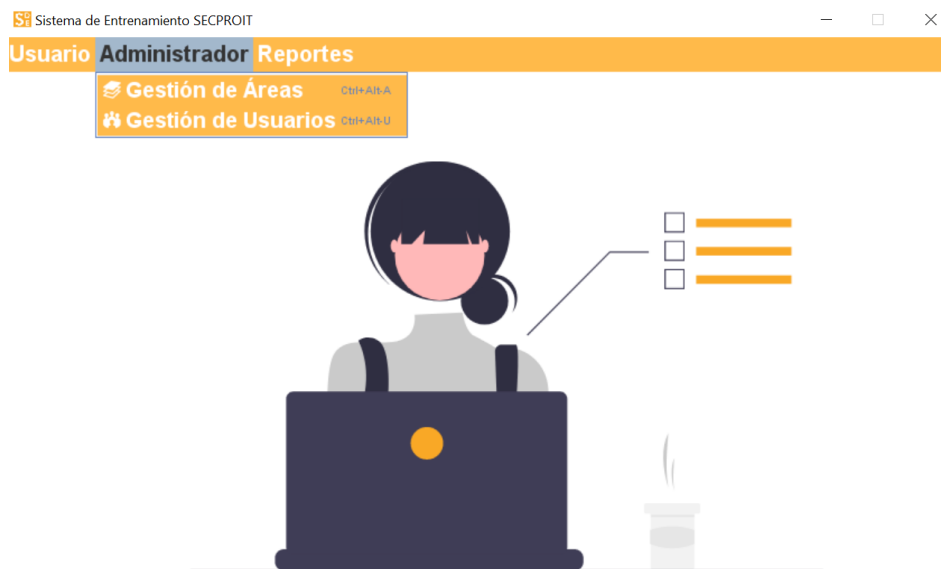 Sistema de Entrenamiento SECPROIT
Usuario Administrador Reportes
Gestión de Áreas Ctrl+Alt-A
Gestión de Usuarios Ctrl+Alt-U